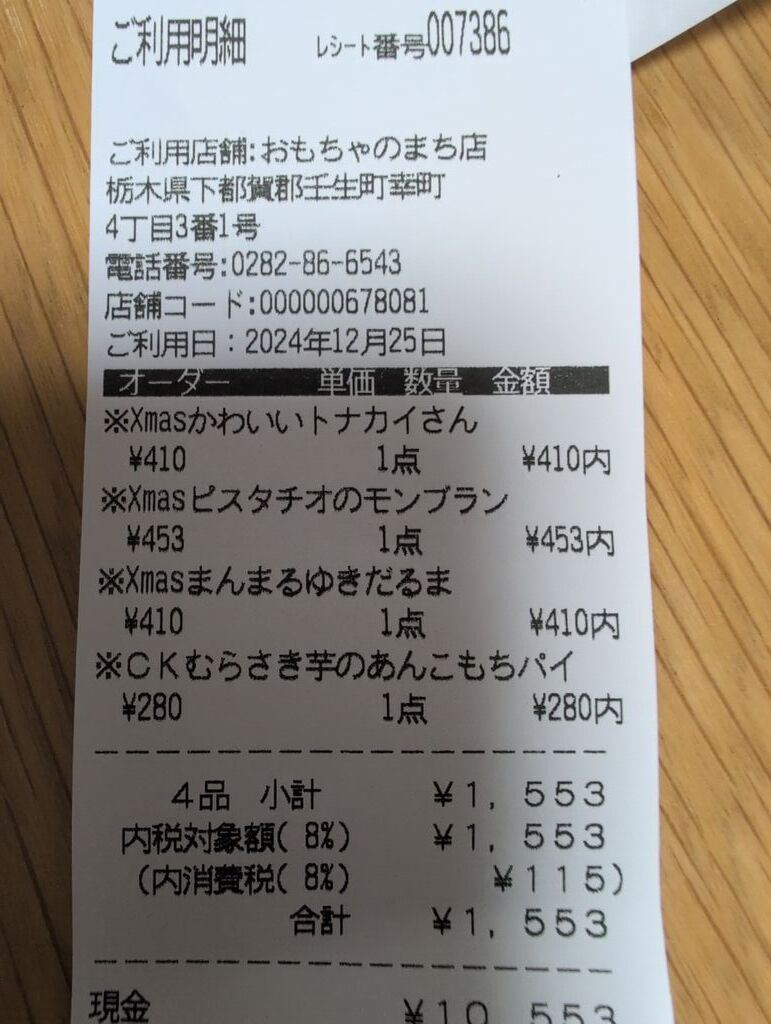 ご利用明細 レシート番号007386
ご利用店舗:おもちゃのまち店
栃木県下都賀郡壬生町幸町
4丁目3番1号
電話番号:0282-86-6543
店舗コード:000000678081
ご利用日:2024年12月25日
オーダー 単価 数量 金額
※Xmasかわいいトナカイさん
¥410 1点 ¥410内
※Xmasピスタチオのモンブラン
¥453 1点 ¥453内
※Xmasまんまるゆきだるま
¥410 1点 ¥410内
※CKむらさき芋のあんこもちパイ
¥280 1点 ¥280内
4品 小計 ¥1,553
内税対象額( 8%) ¥1,553
(内消費税( 8%) ¥115)
合計 ¥1,553
現金 ¥10,553